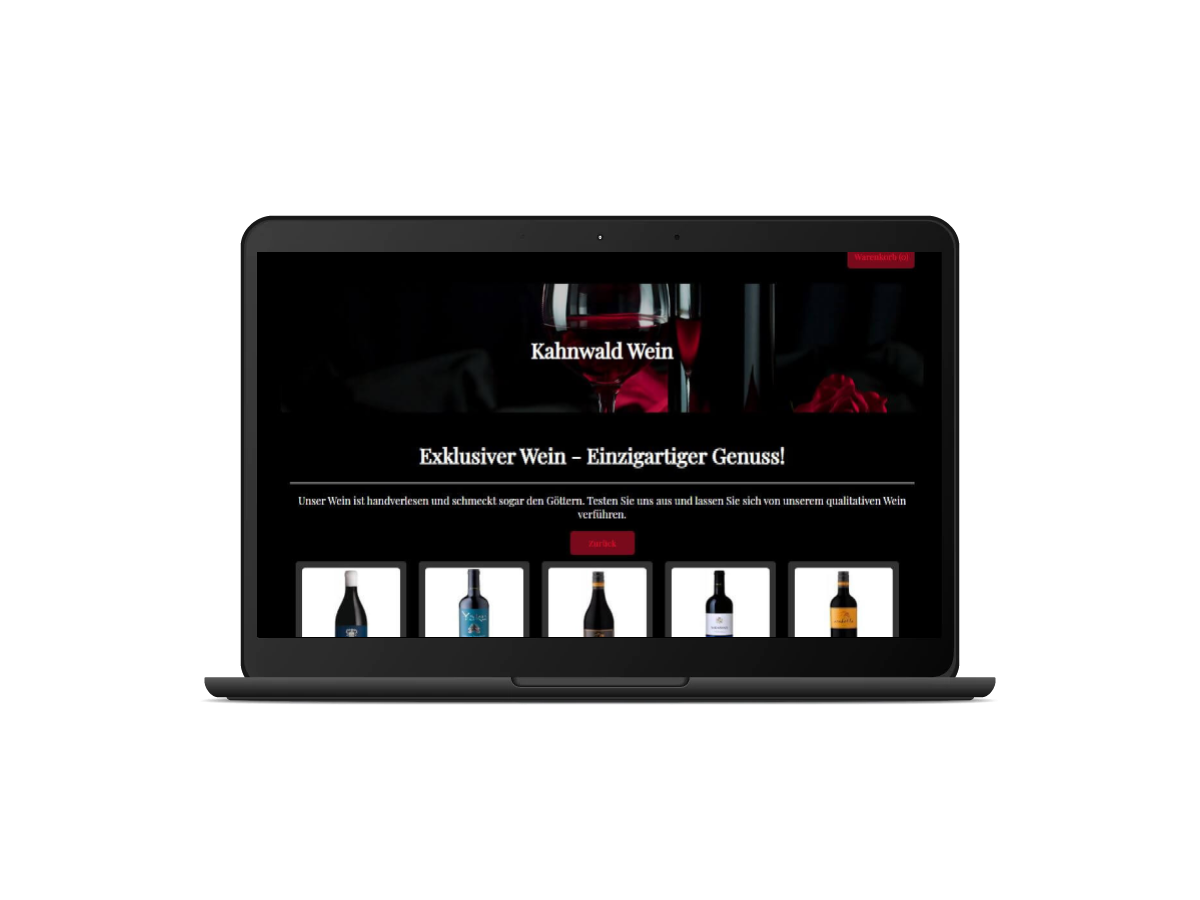 Warenkorb (0)
Kahnwald Wein
Exklusiver Wein – Einzigartiger Genuss!
Unser Wein ist handverlesen und schmeckt sogar den Göttern. Testen Sie uns aus und lassen Sie sich von unserem qualitativen Wein
verführen.
Zurück